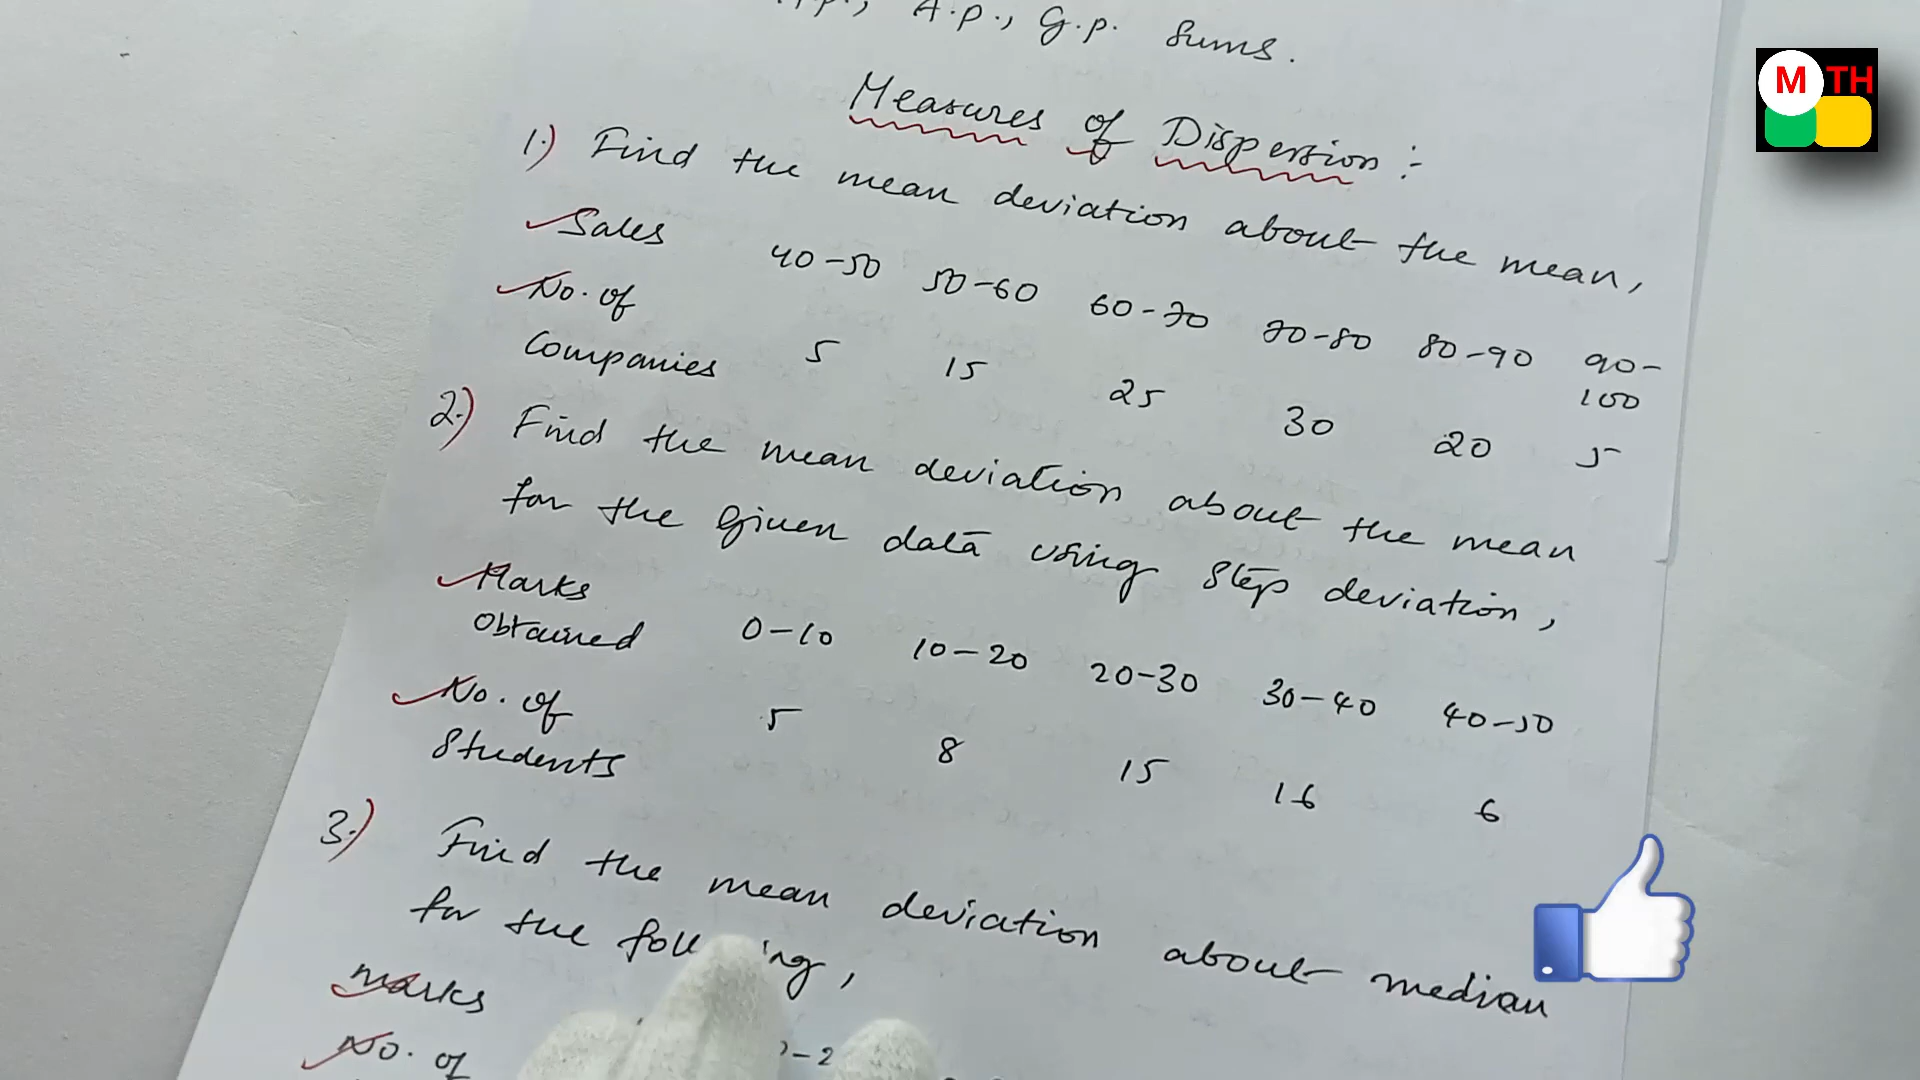 A.p., G.p. Sums.
Measures of Dispersion :-
1.) Find the mean deviation about the mean,
Sales 40-50 50-60 60-70 70-80 80-90 90-100
No. of Companies 5 15 25 30 20 5
2.) Find the mean deviation about the mean
for the given data using Step deviation,
Marks obtained 0-10 10-20 20-30 30-40 40-50
No. of Students 5 8 15 16 6
3.) Find the mean deviation about median
for the following,
marks
No. of
M TH